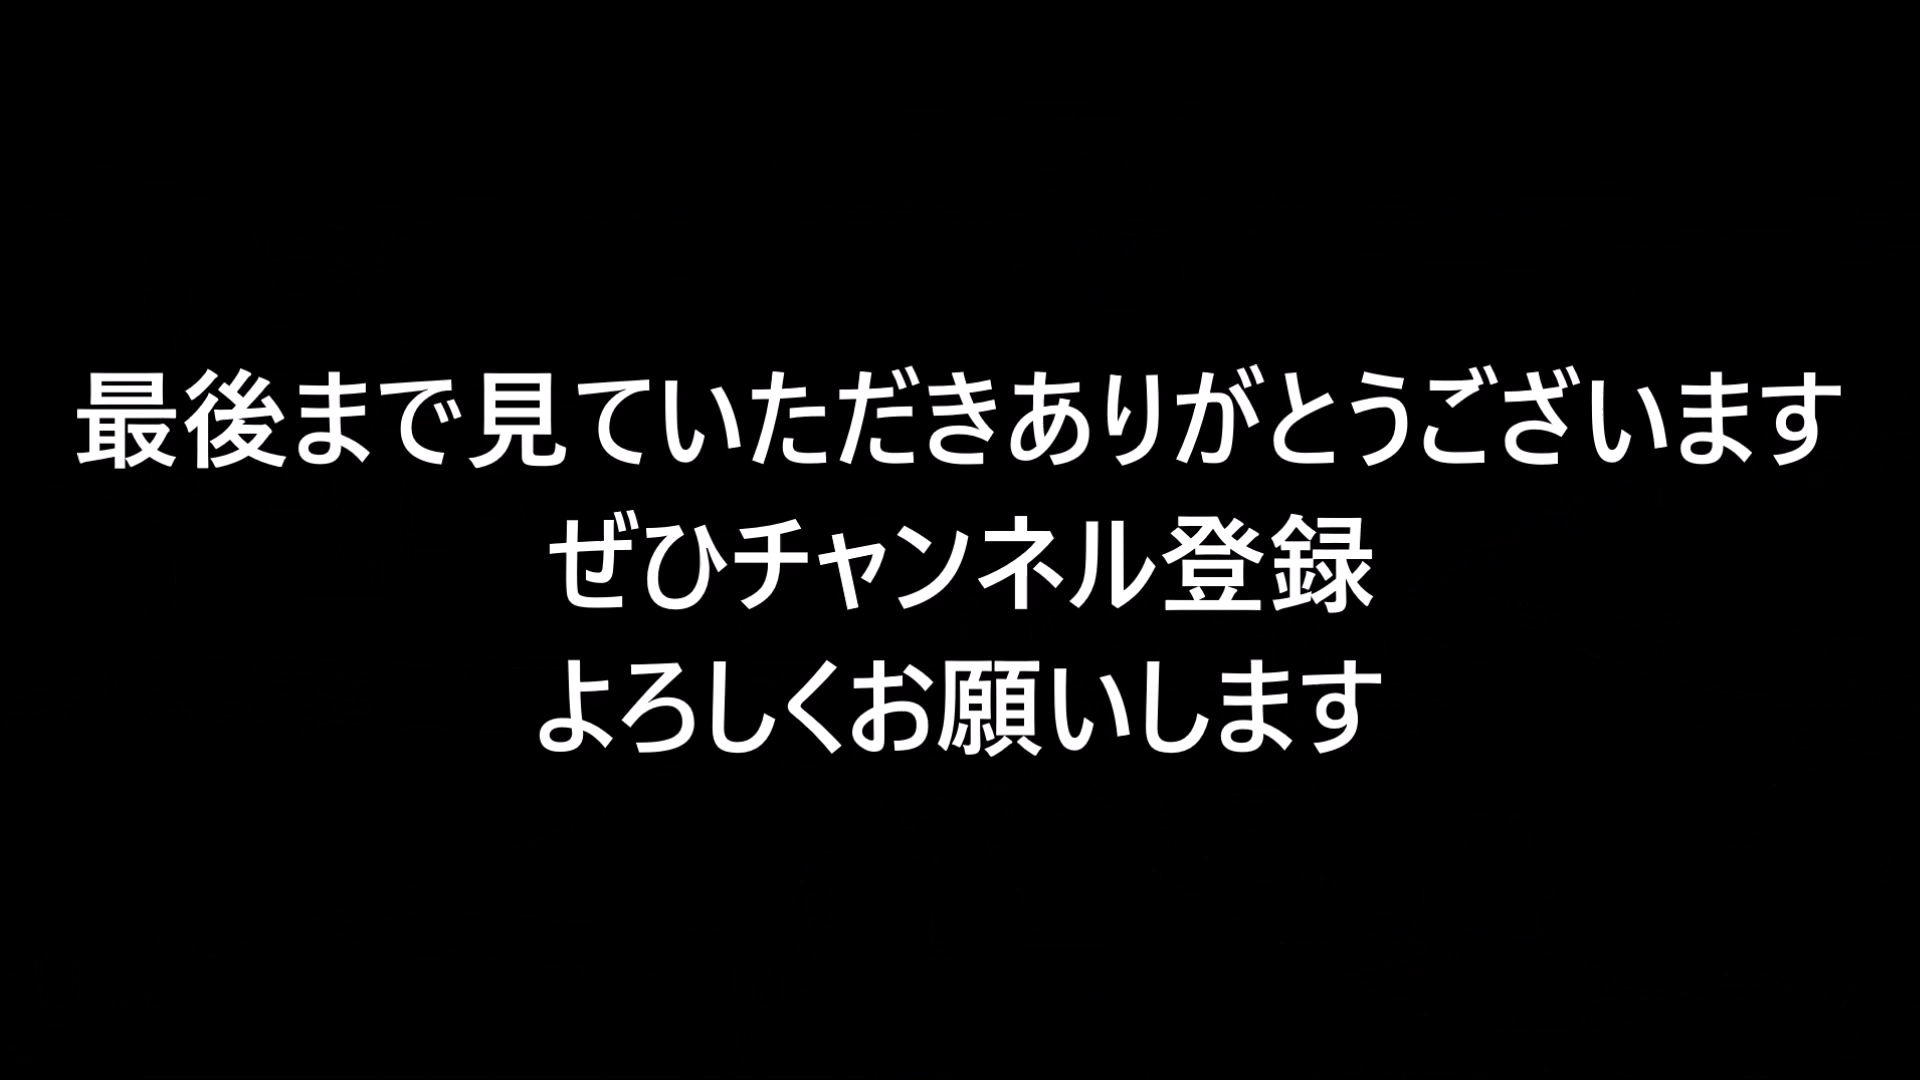 最後まで見ていただきありがとうございます
ぜひチャンネル登録
よろしくお願いします